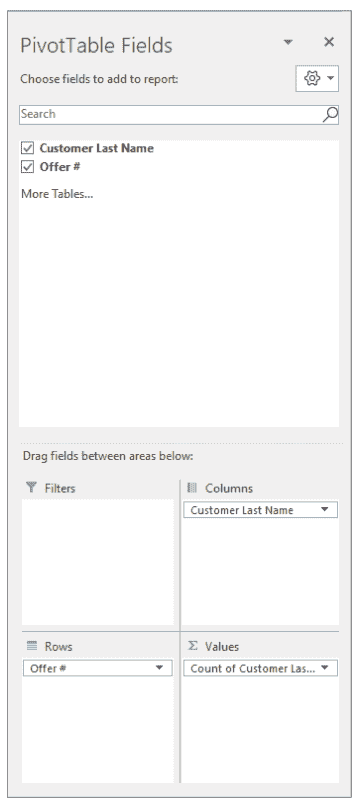 PivotTable Fields
Choose fields to add to report:
Search
Customer Last Name
Offer #
More Tables...
Drag fields between areas below:
Filters
Columns
Customer Last Name
Rows
Σ Values
Offer #
Count of Customer Las...